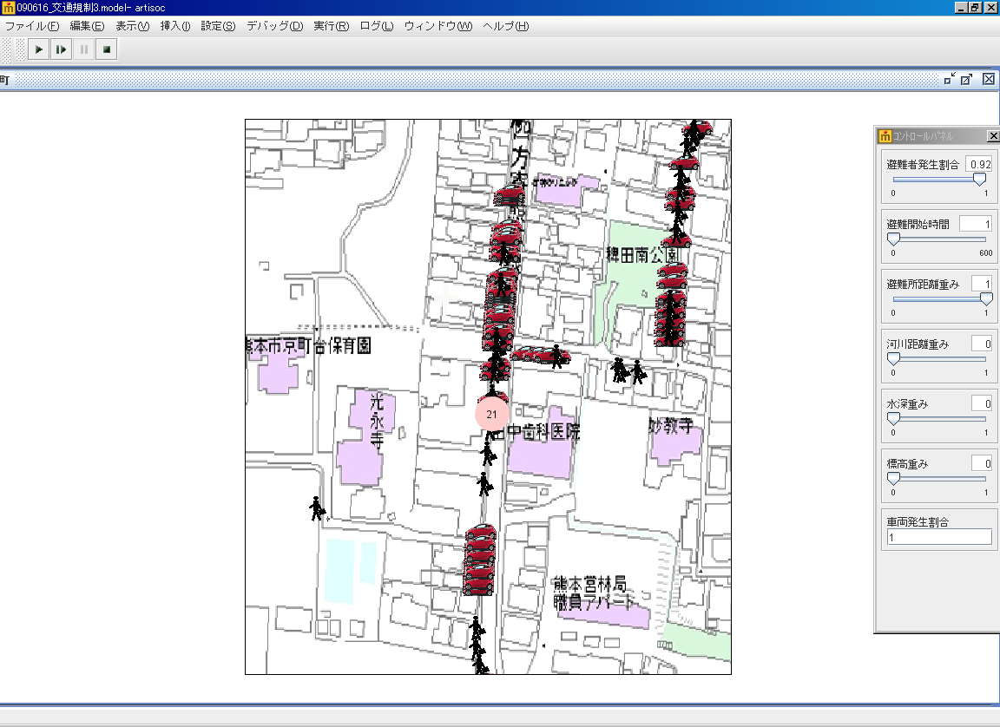 090616_交通規制3.model- artisoc
ファイル(F) 編集(E) 表示(V) 挿入(I) 設定(S) デバッグ(D) 実行(R) ログ(L) ウィンドウ(W) ヘルプ(H)
町
稗田南公園
熊本市京町台保育園
光永寺
21
中歯科医院
妙教寺
熊本営林局
職員アパート
コントロールパネル
避難者発生割合 0.92
0 1
避難開始時間 1
0 600
避難所距離重み 1
0 1
河川距離重み 0
0 1
水深重み 0
0 1
標高重み 0
0 1
車両発生割合
1